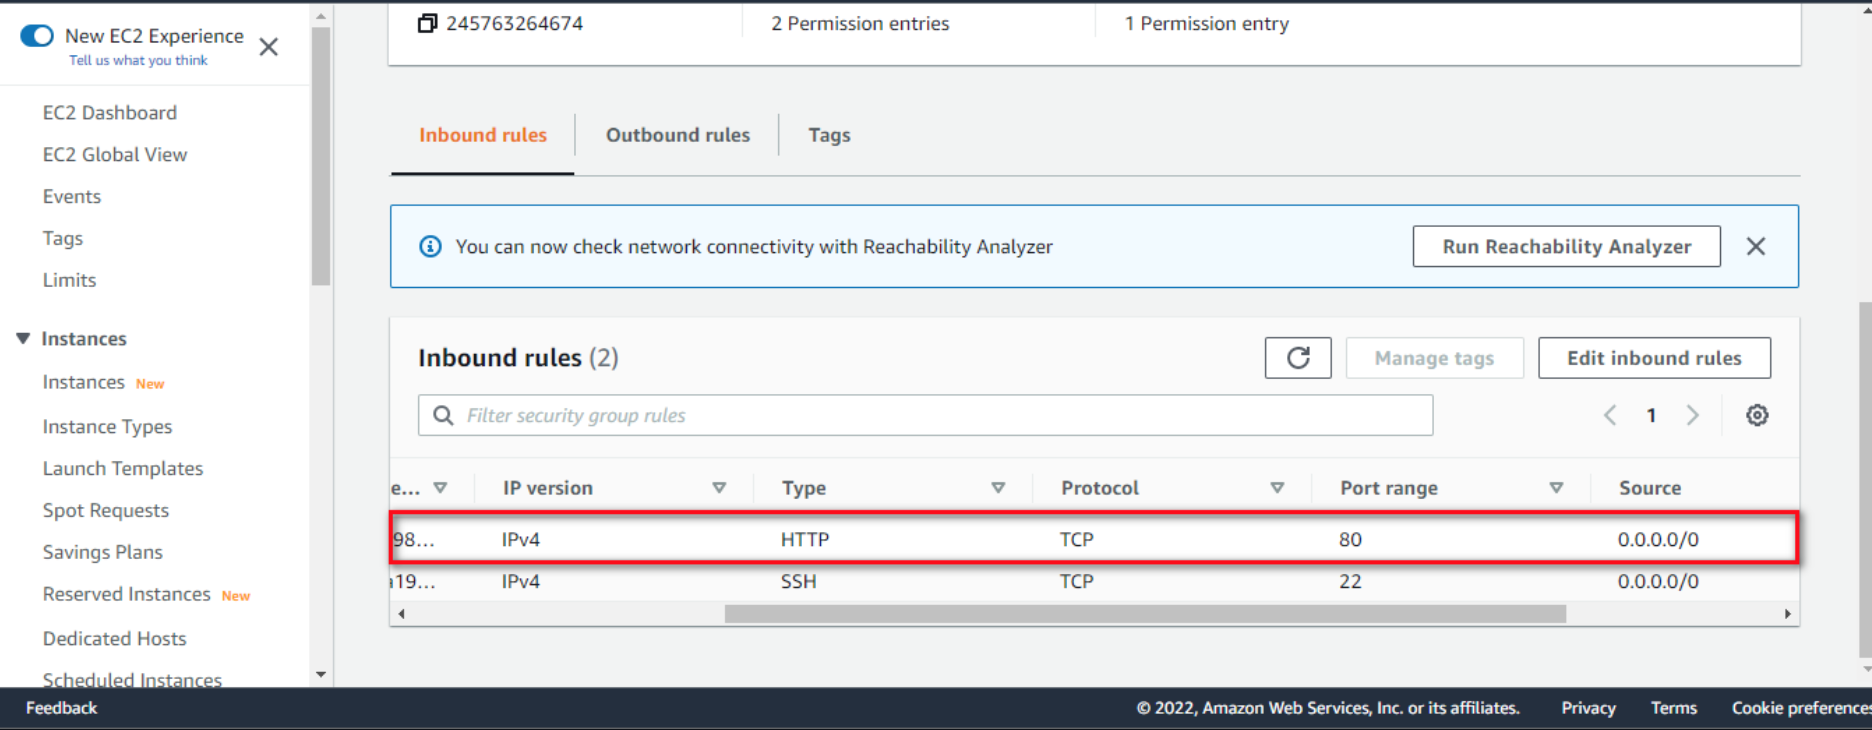 New EC2 Experience
Tell us what you think
EC2 Dashboard
EC2 Global View
Events
Tags
Limits
Instances
Instances New
Instance Types
Launch Templates
Spot Requests
Savings Plans
Reserved Instances New
Dedicated Hosts
Scheduled Instances
245763264674 2 Permission entries 1 Permission entry
Inbound rules Outbound rules Tags
You can now check network connectivity with Reachability Analyzer Run Reachability Analyzer
Inbound rules (2) Manage tags Edit inbound rules
Filter security group rules 1
e... IP version Type Protocol Port range Source
98... IPv4 HTTP TCP 80 0.0.0.0/0
a19... IPv4 SSH TCP 22 0.0.0.0/0
Feedback © 2022, Amazon Web Services, Inc. or its affiliates. Privacy Terms Cookie preferences